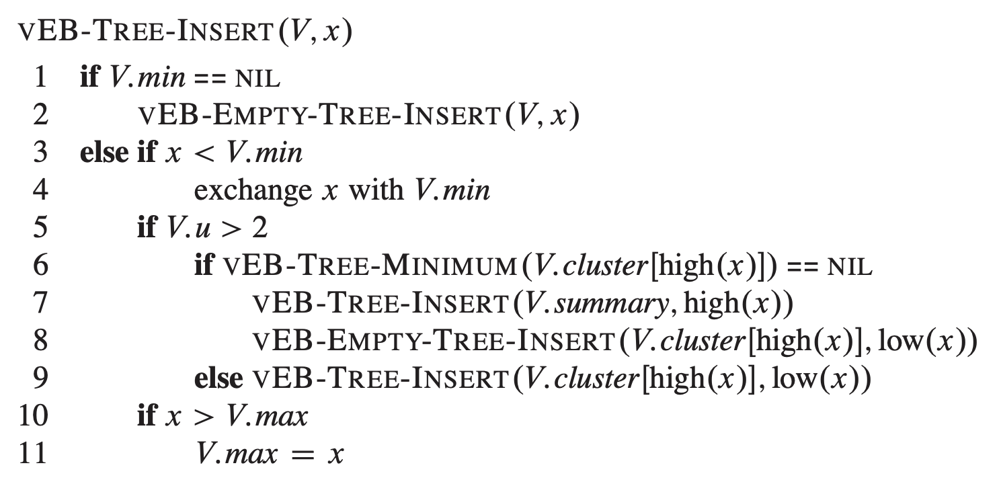 VEB-TREE-INSERT(V, x)
1 if V.min == NIL
2 VEB-EMPTY-TREE-INSERT(V, x)
3 else if x < V.min
4 exchange x with V.min
5 if V.u > 2
6 if VEB-TREE-MINIMUM(V.cluster[high(x)]) == NIL
7 VEB-TREE-INSERT(V.summary, high(x))
8 VEB-EMPTY-TREE-INSERT(V.cluster[high(x)], low(x))
9 else VEB-TREE-INSERT(V.cluster[high(x)], low(x))
10 if x > V.max
11 V.max = x